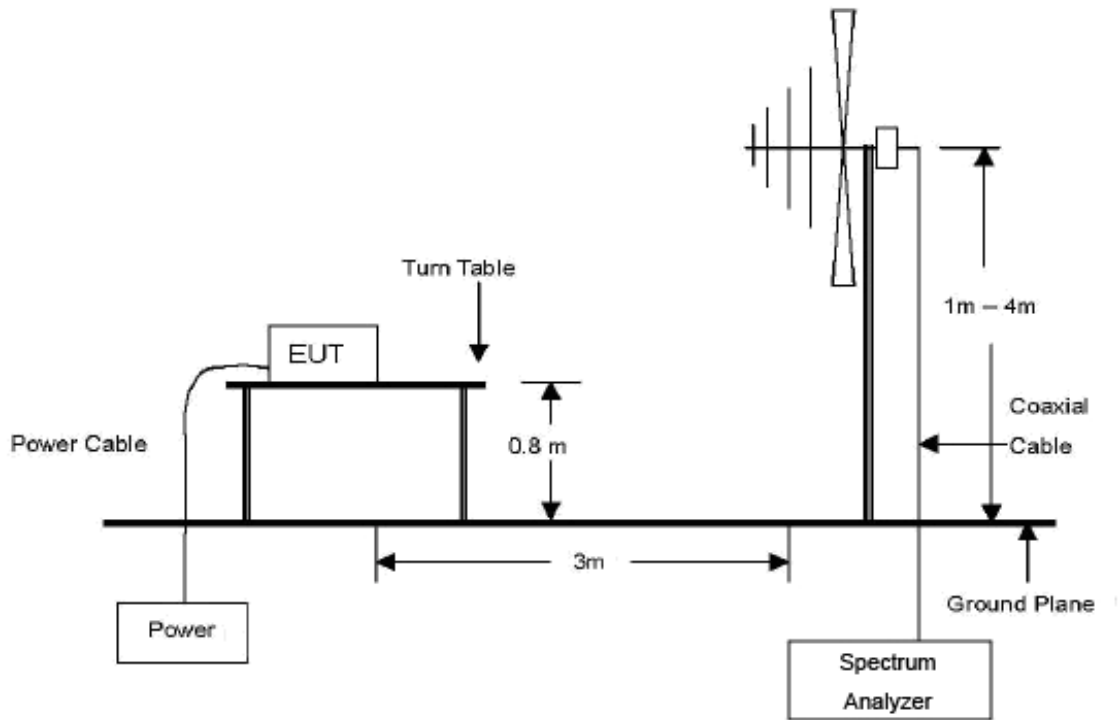 Turn Table
EUT
1m – 4m
Coaxial
Cable
Power Cable
0.8 m
3m
Ground Plane
Power
Spectrum
Analyzer